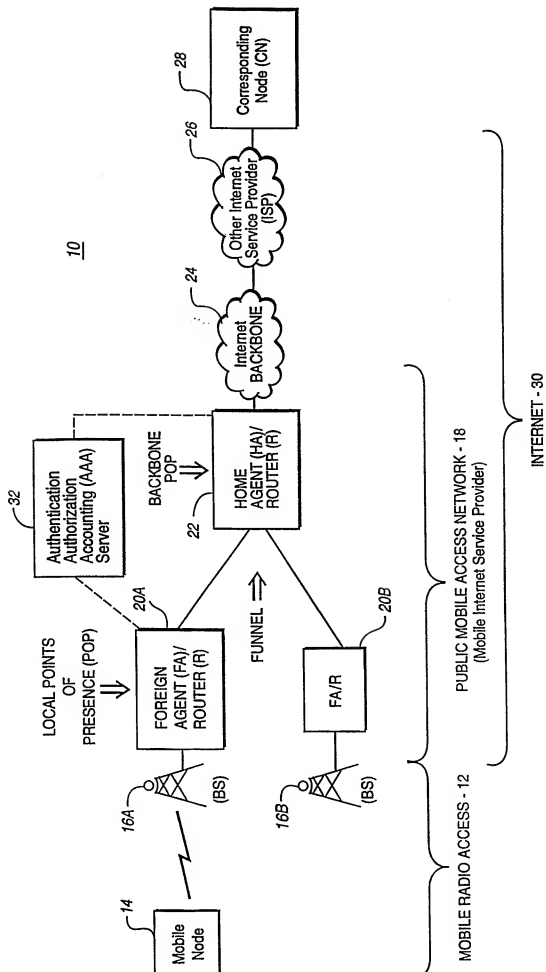 10
14
Mobile
Node
16A
(BS)
16B
(BS)
MOBILE RADIO ACCESS - 12
LOCAL POINTS
OF
PRESENCE (POP)
20A
FOREIGN
AGENT (FA)/
ROUTER (R)
20B
FA/R
FUNNEL
32
Authentication
Authorization
Accounting (AAA)
Server
BACKBONE
POP
22
HOME
AGENT (HA)/
ROUTER (R)
PUBLIC MOBILE ACCESS NETWORK - 18
(Mobile Internet Service Provider)
24
Internet
BACKBONE
26
Other Internet
Service Provider
(ISP)
28
Corresponding
Node (CN)
INTERNET - 30